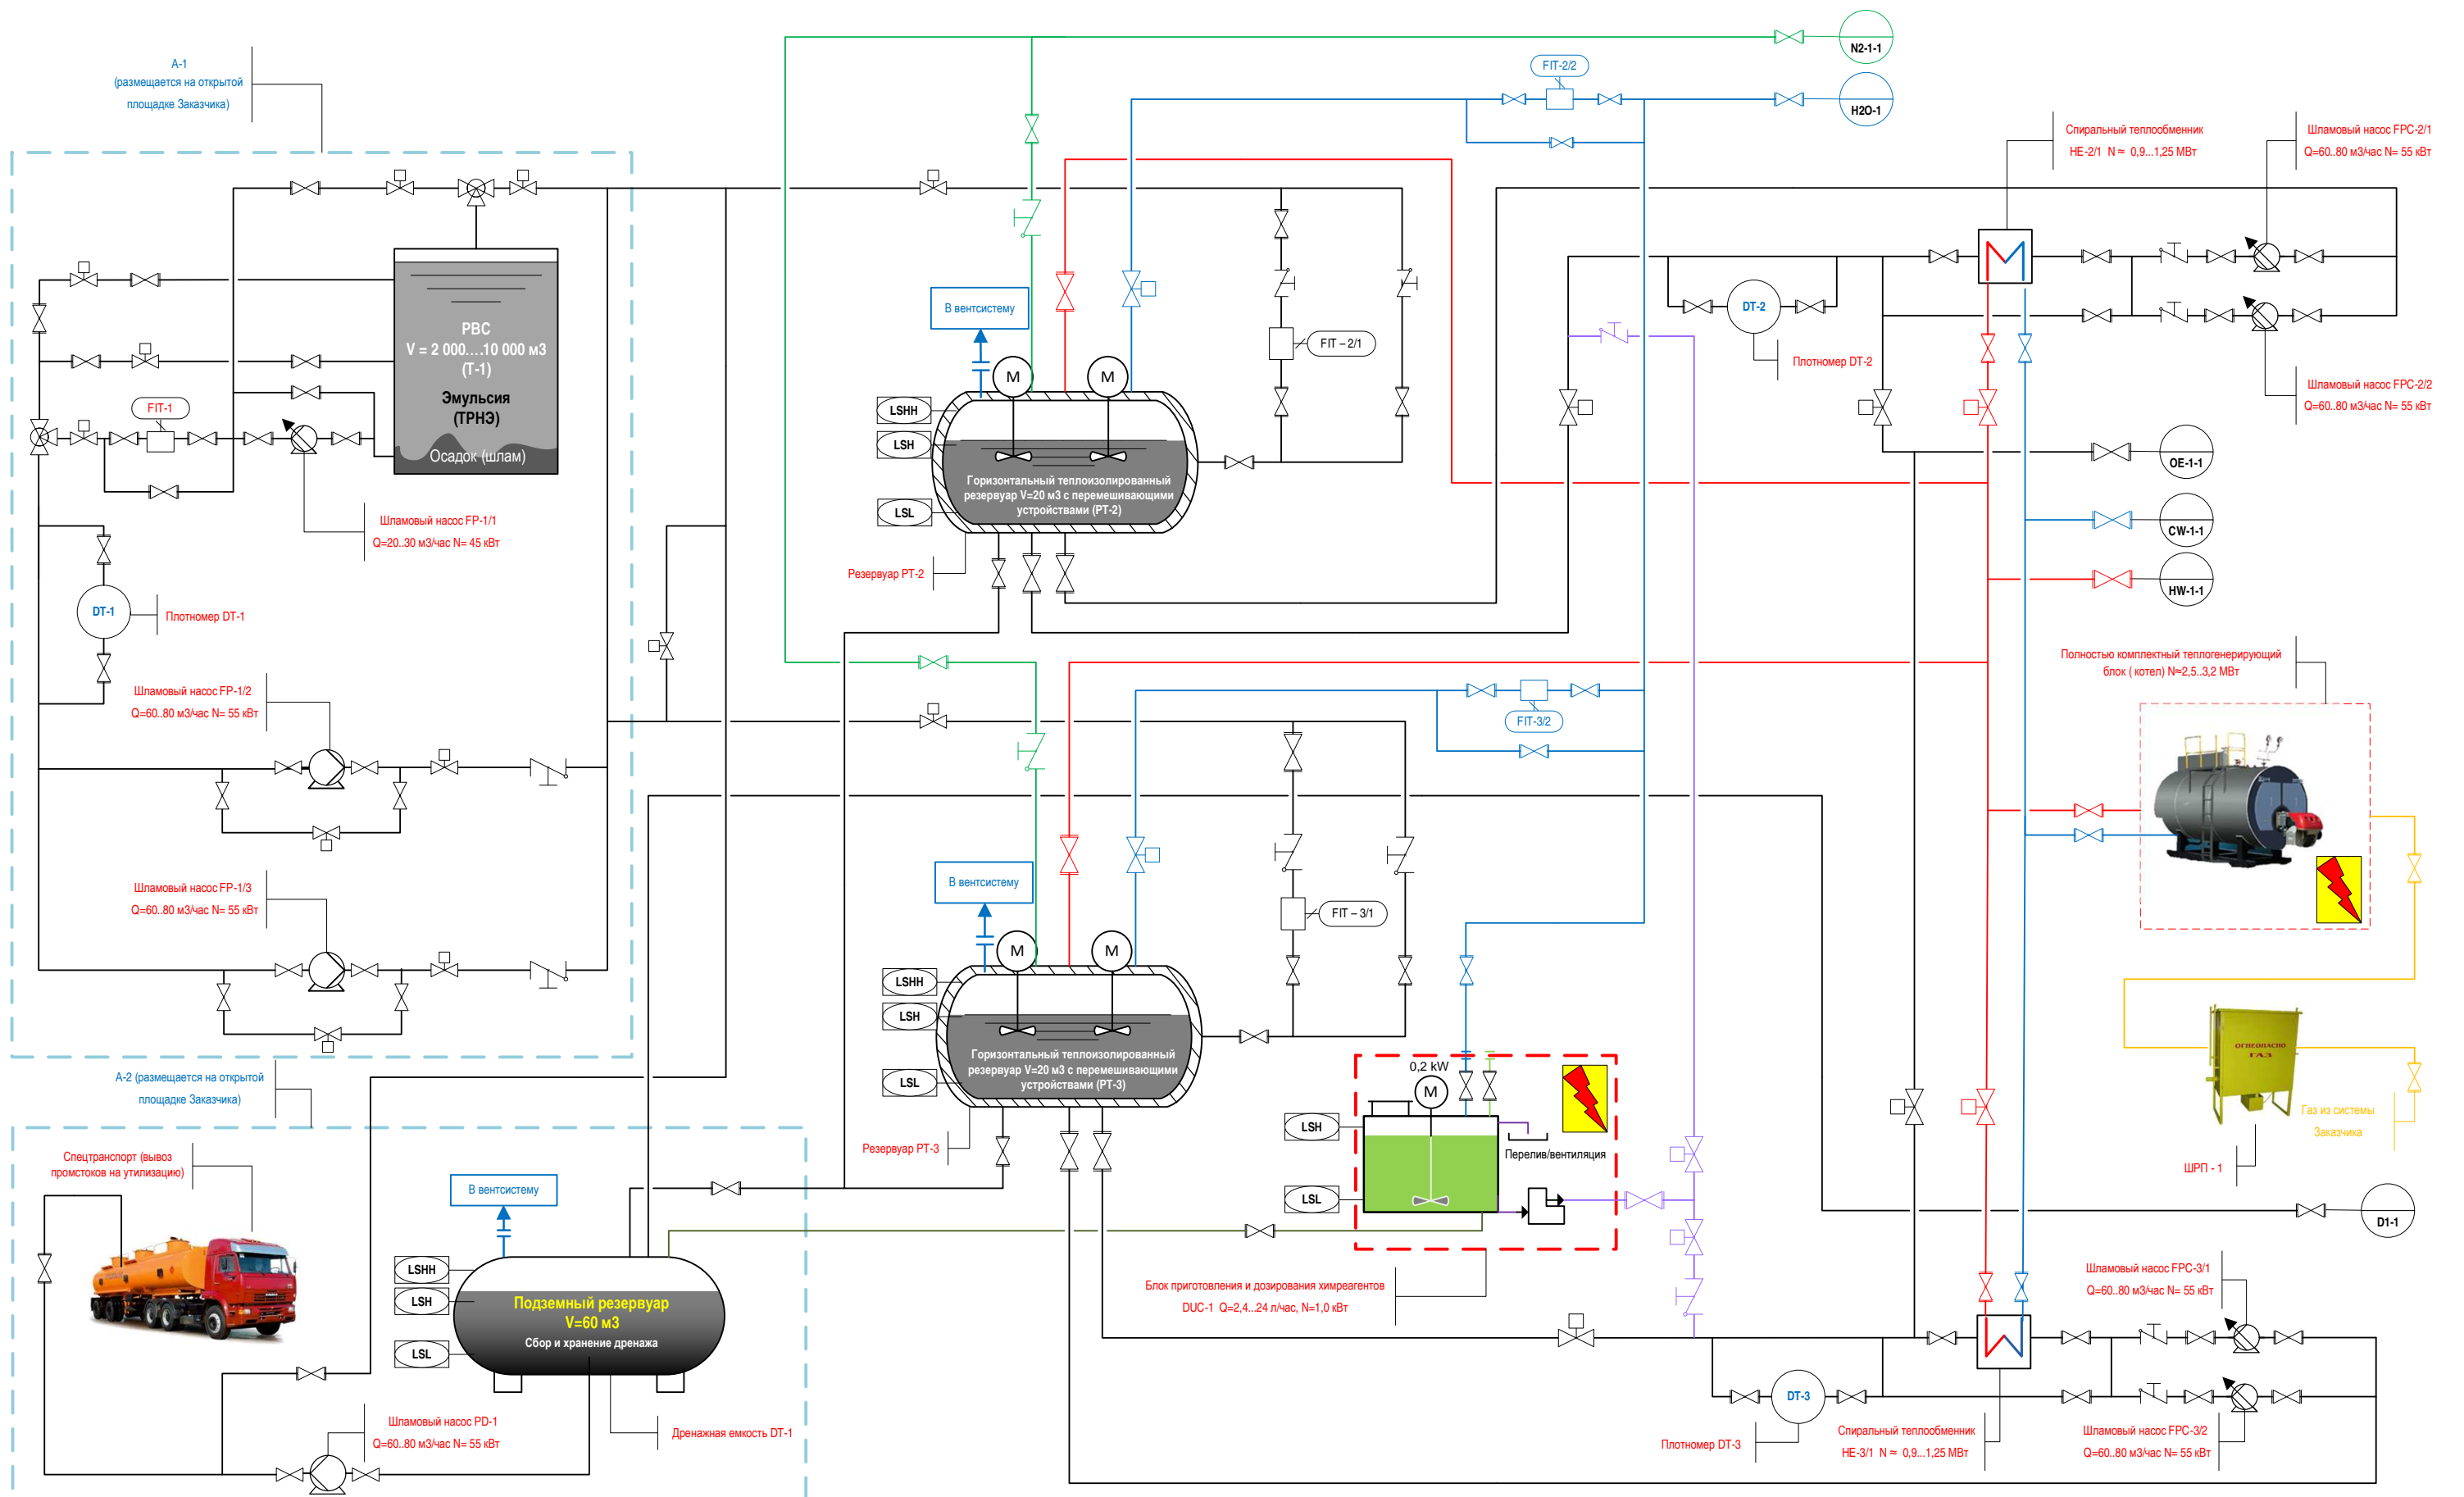 А-1
(размещается на открытой
площадке Заказчика)
N2-1-1
FIT-2/2
H2O-1
Спиральный теплообменник
НЕ-2/1 N ≈ 0,9...1,25 МВт
Шламовый насос FPC-2/1
Q=60..80 м3/час N= 55 кВт
РВС
V = 2 000....10 000 м3
(Т-1)
Эмульсия
(ТРНЭ)
Осадок (шлам)
FIT-1
Шламовый насос FP-1/1
Q=20..30 м3/час N= 45 кВт
В вентсистему
M
M
LSHH
LSH
LSL
Горизонтальный теплоизолированный
резервуар V=20 м3 с перемешивающими
устройствами (РТ-2)
Резервуар РТ-2
FIT – 2/1
DT-2
Плотномер DT-2
Шламовый насос FPC-2/2
Q=60..80 м3/час N= 55 кВт
OE-1-1
CW-1-1
HW-1-1
DT-1
Плотномер DT-1
Шламовый насос FP-1/2
Q=60..80 м3/час N= 55 кВт
FIT-3/2
Полностью комплектный теплогенерирующий
блок ( котел) N≈2,5..3,2 МВт
Шламовый насос FP-1/3
Q=60..80 м3/час N= 55 кВт
В вентсистему
M
M
LSHH
LSH
LSL
Горизонтальный теплоизолированный
резервуар V=20 м3 с перемешивающими
устройствами (РТ-3)
Резервуар РТ-3
FIT – 3/1
ОГНЕОПАСНО
ГАЗ
Газ из системы
Заказчика
ШРП - 1
А-2 (размещается на открытой
площадке Заказчика)
0,2 kW
M
LSH
LSL
Перелив/вентиляция
Спецтранспорт (вывоз
промстоков на утилизацию)
В вентсистему
D1-1
LSHH
LSH
LSL
Подземный резервуар
V=60 м3
Сбор и хранение дренажа
Блок приготовления и дозирования химреагентов
DUC-1 Q=2,4...24 л/час, N=1,0 кВт
Шламовый насос FPC-3/1
Q=60..80 м3/час N= 55 кВт
Шламовый насос PD-1
Q=60..80 м3/час N= 55 кВт
Дренажная емкость DT-1
DT-3
Плотномер DT-3
Спиральный теплообменник
НЕ-3/1 N ≈ 0,9...1,25 МВт
Шламовый насос FPC-3/2
Q=60..80 м3/час N= 55 кВт